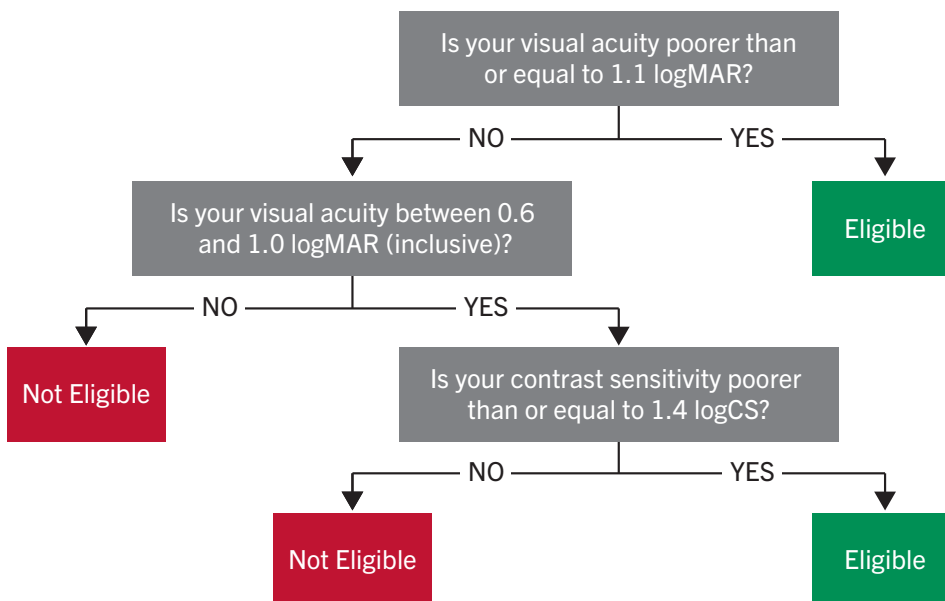 Is your visual acuity poorer than
or equal to 1.1 logMAR?
NO
YES
Is your visual acuity between 0.6
and 1.0 logMAR (inclusive)?
Eligible
NO
YES
Not Eligible
Is your contrast sensitivity poorer
than or equal to 1.4 logCS?
NO
YES
Not Eligible
Eligible